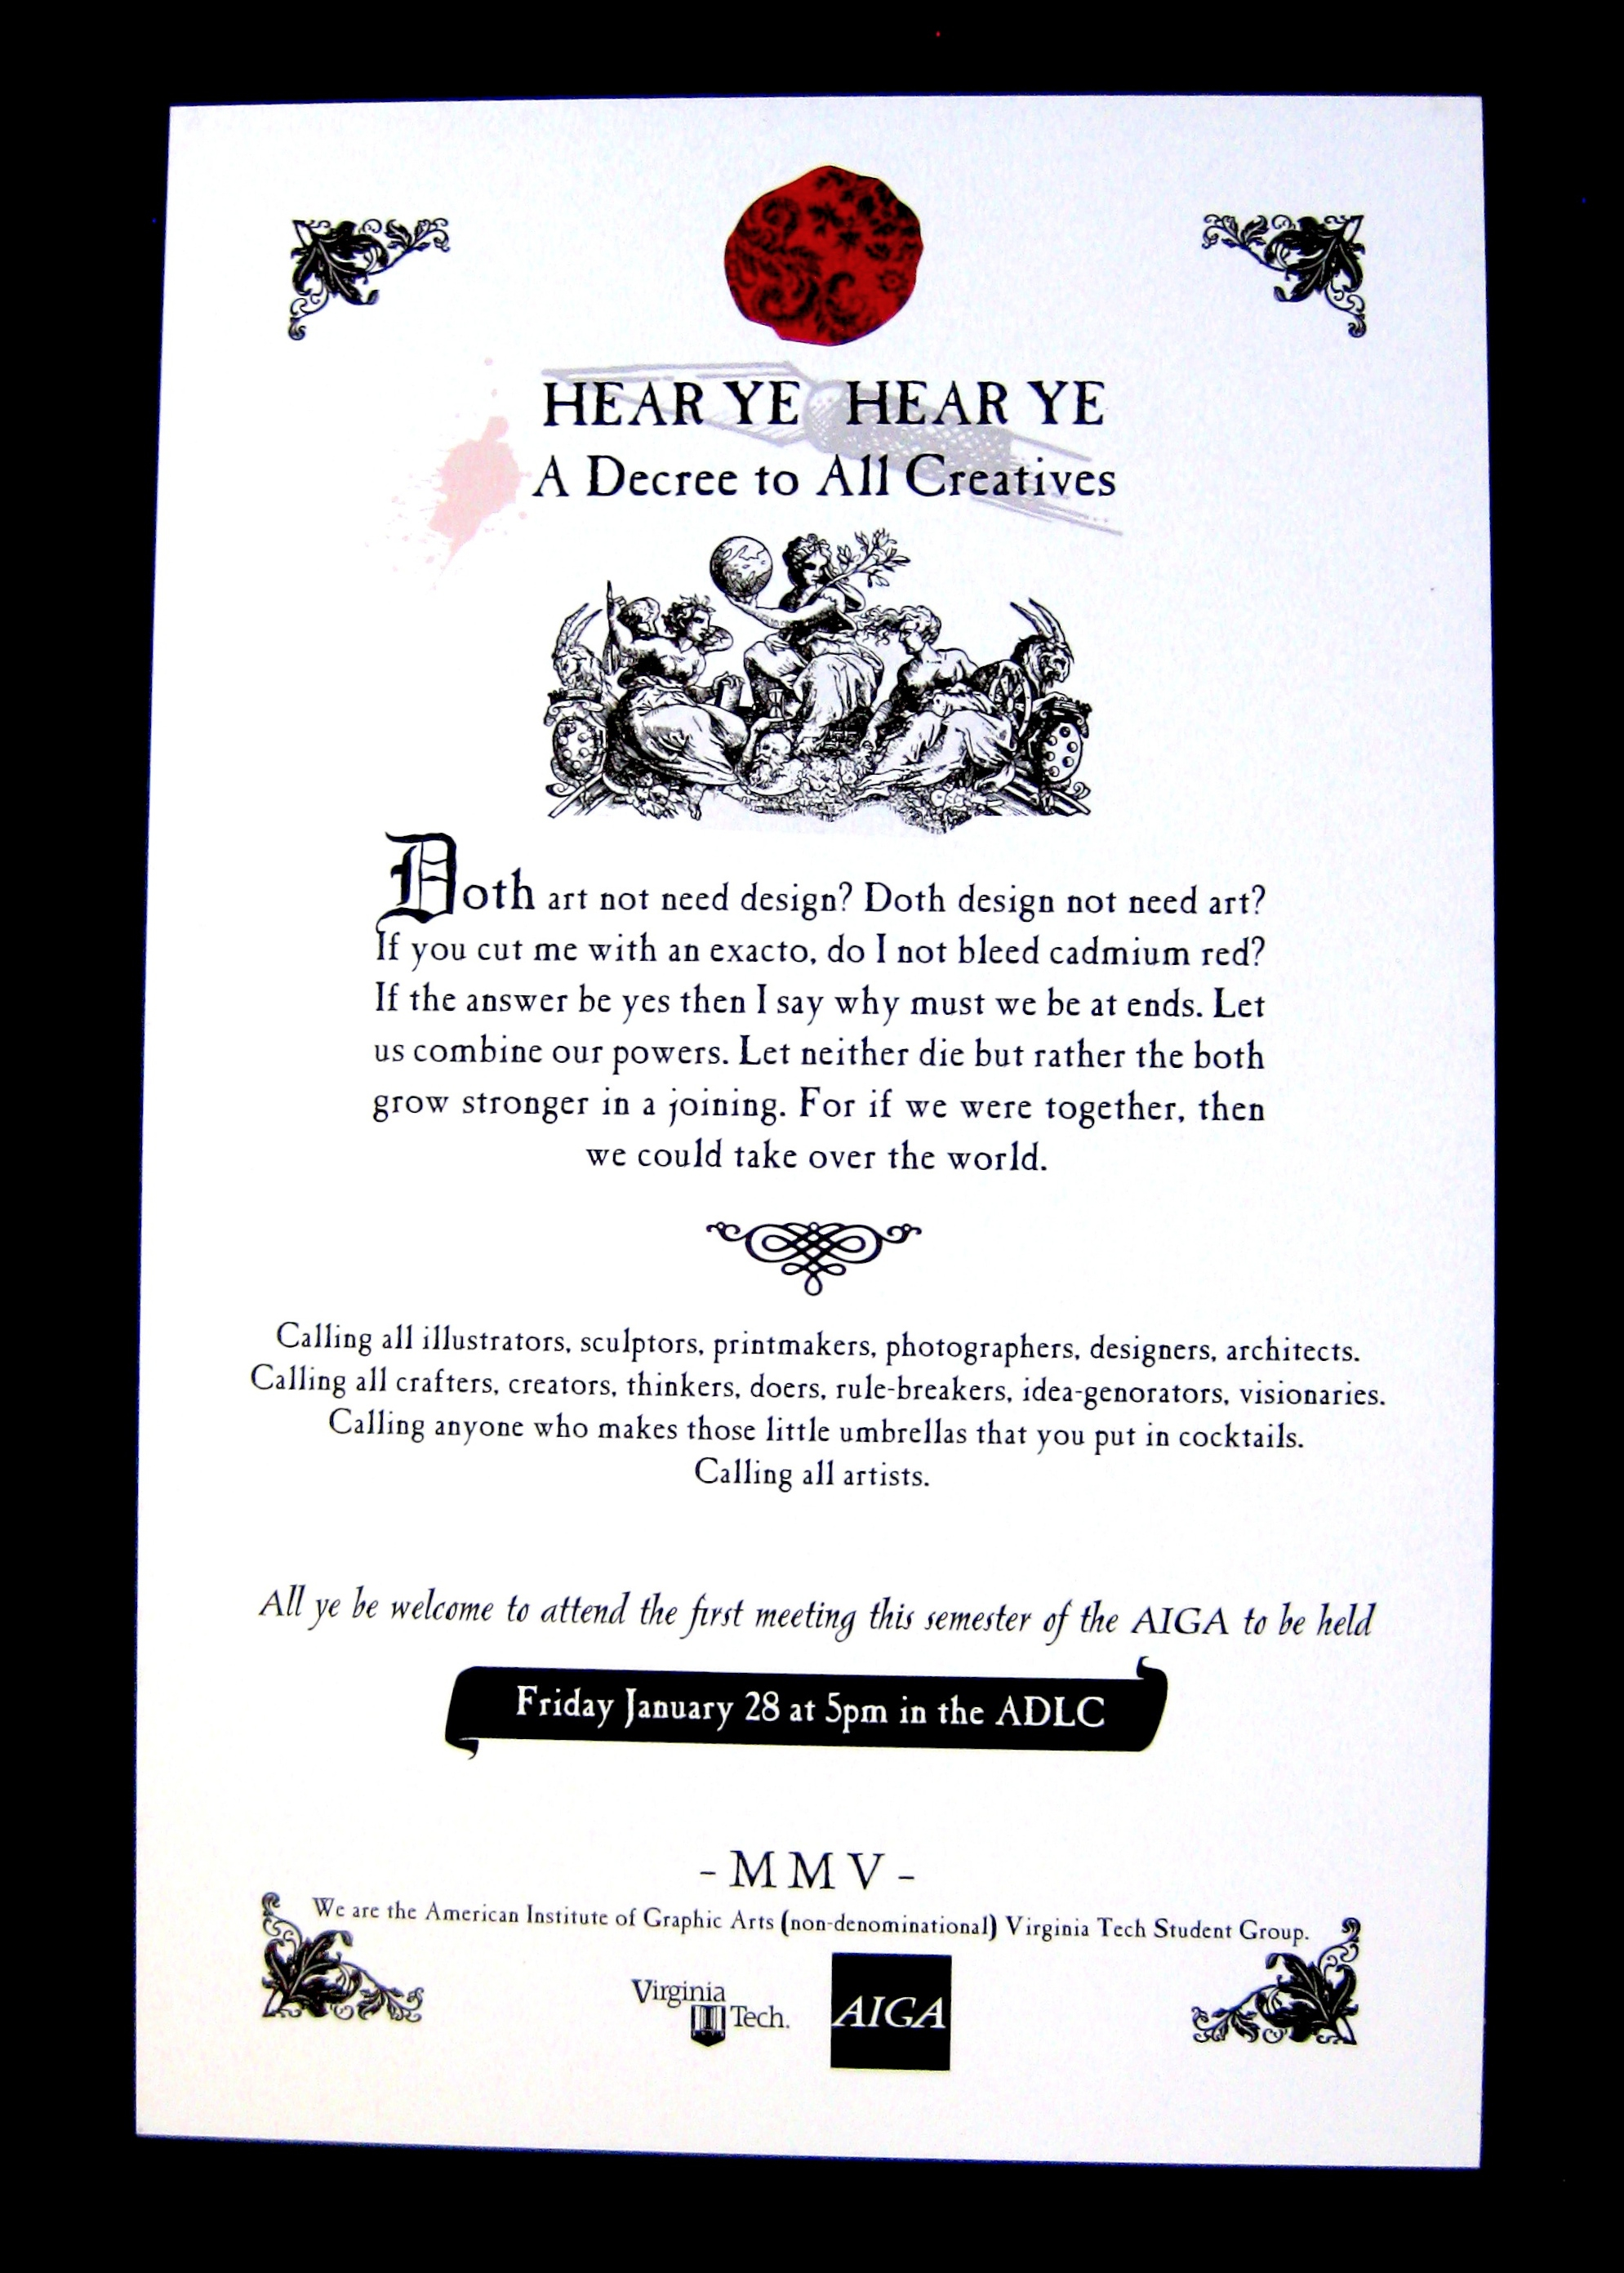 HEAR YE HEAR YE
A Decree to All Creatives
Doth art not need design? Doth design not need art?
If you cut me with an exacto, do I not bleed cadmium red?
If the answer be yes then I say why must we be at ends. Let
us combine our powers. Let neither die but rather the both
grow stronger in a joining. For if we were together, then
we could take over the world.
Calling all illustrators, sculptors, printmakers, photographers, designers, architects.
Calling all crafters, creators, thinkers, doers, rule-breakers, idea-genorators, visionaries.
Calling anyone who makes those little umbrellas that you put in cocktails.
Calling all artists.
All ye be welcome to attend the first meeting this semester of the AIGA to be held
Friday January 28 at 5pm in the ADLC
- M M V -
We are the American Institute of Graphic Arts (non-denominational) Virginia Tech Student Group.
Virginia
Tech.
AIGA